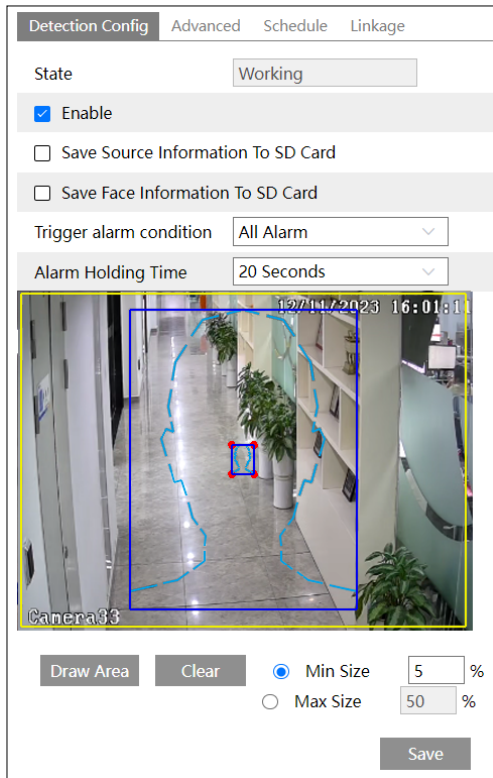 Detection Config Advanced Schedule Linkage
State Working
Enable
Save Source Information To SD Card
Save Face Information To SD Card
Trigger alarm condition All Alarm
Alarm Holding Time 20 Seconds
12/11/2023 16:01:11
Camera33
Draw Area Clear Min Size 5 %
Max Size 50 %
Save